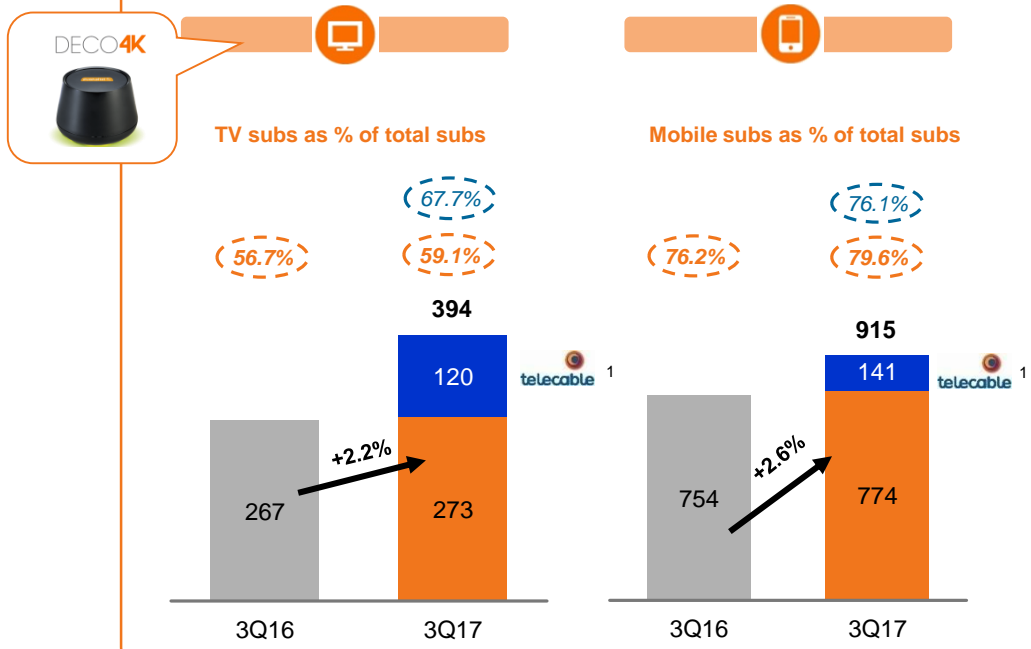 DECO4K
TV subs as % of total subs
67.7%
56.7%
59.1%
394
120
telecable 1
+2.2%
267
273
3Q16
3Q17
Mobile subs as % of total subs
76.1%
76.2%
79.6%
915
141
telecable 1
+2.6%
754
774
3Q16
3Q17